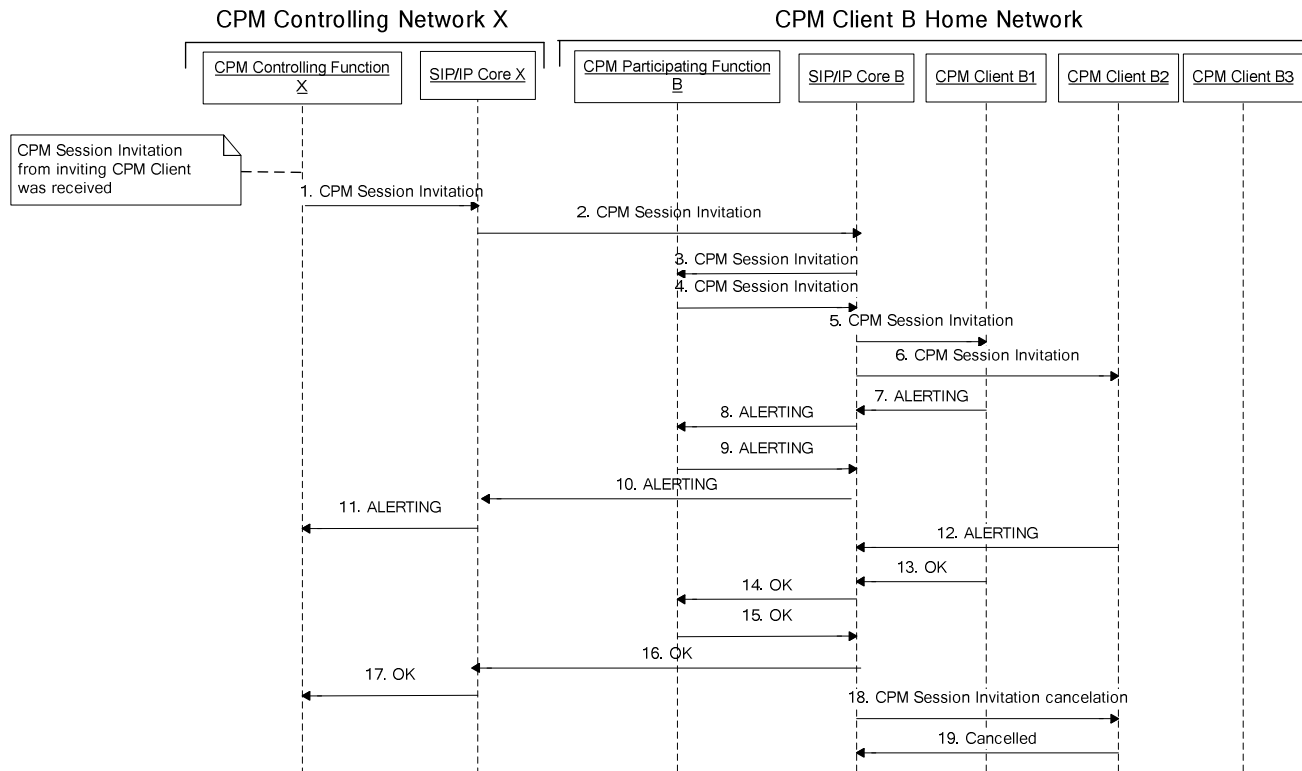 CPM Controlling Network X
CPM Client B Home Network
CPM Controlling Function
X
SIP/IP Core X
CPM Participating Function
B
SIP/IP Core B
CPM Client B1
CPM Client B2
CPM Client B3
CPM Session Invitation
from inviting CPM Client
was received
1. CPM Session Invitation
2. CPM Session Invitation
3. CPM Session Invitation
4. CPM Session Invitation
5. CPM Session Invitation
6. CPM Session Invitation
7. ALERTING
8. ALERTING
9. ALERTING
10. ALERTING
11. ALERTING
12. ALERTING
13. OK
14. OK
15. OK
16. OK
17. OK
18. CPM Session Invitation cancelation
19. Cancelled